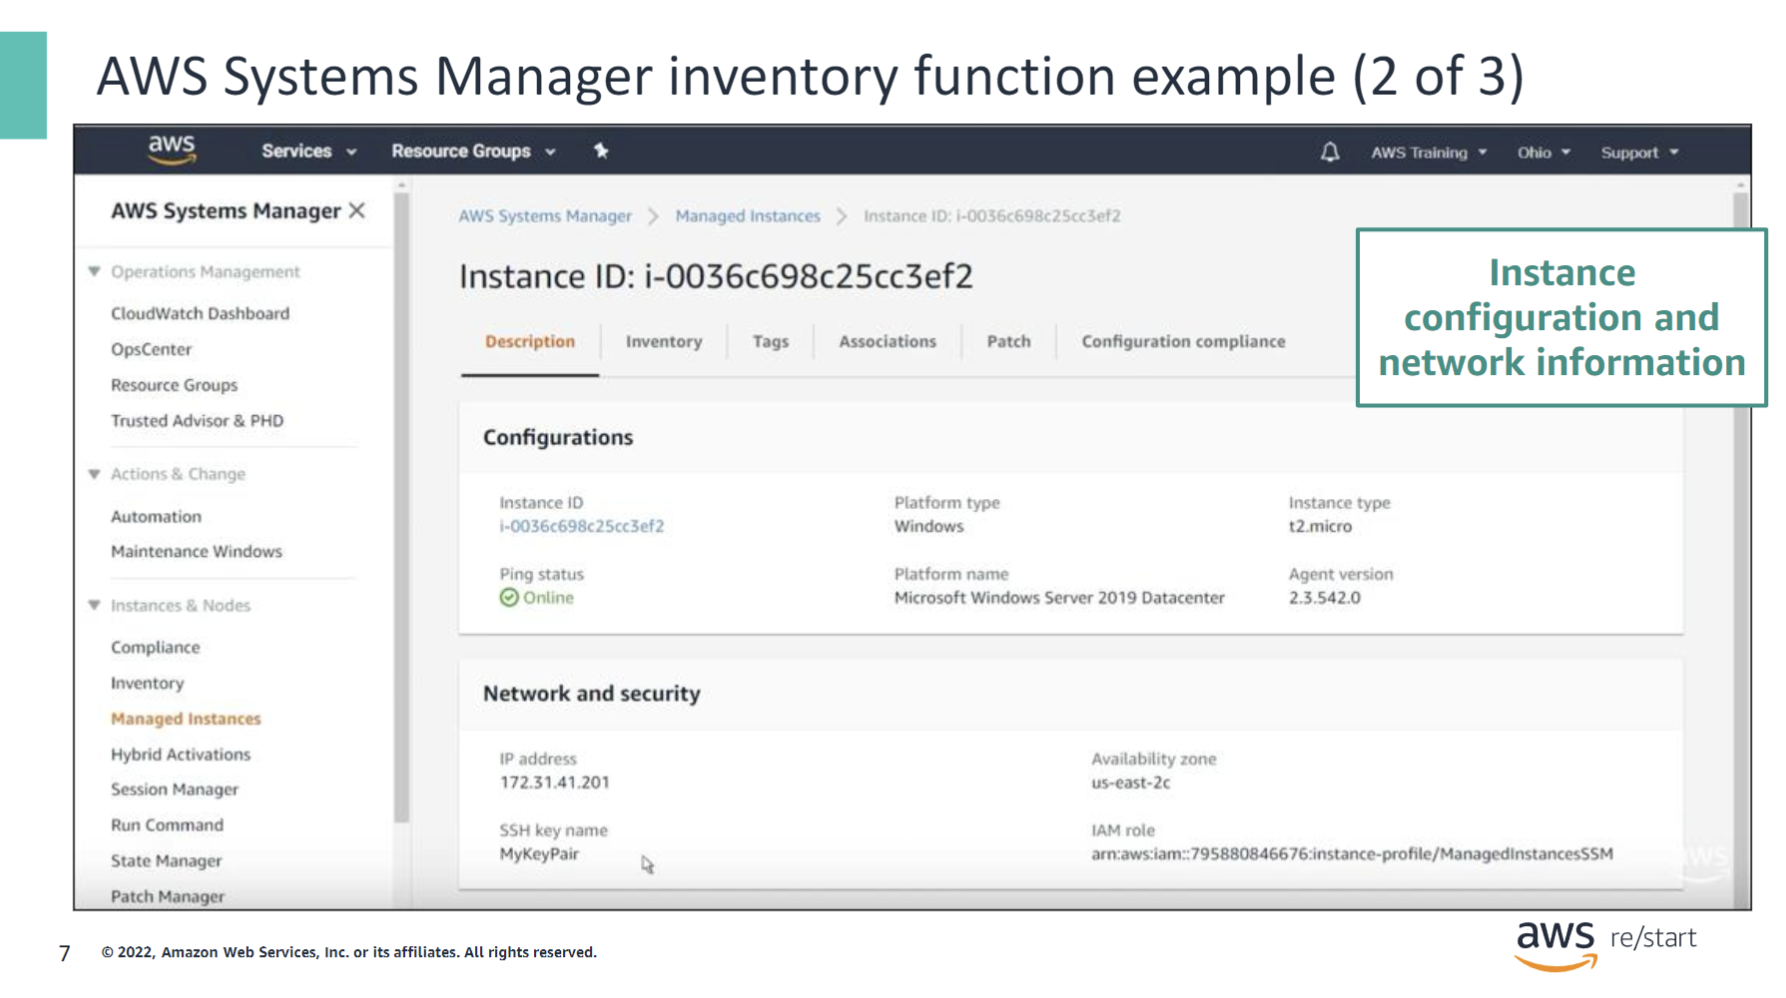 AWS Systems Manager inventory function example (2 of 3)
aws
Services
Resource Groups
AWS Training
Ohio
Support
AWS Systems Manager
Operations Management
CloudWatch Dashboard
OpsCenter
Resource Groups
Trusted Advisor & PHD
Actions & Change
Automation
Maintenance Windows
Instances & Nodes
Compliance
Inventory
Managed Instances
Hybrid Activations
Session Manager
Run Command
State Manager
Patch Manager
AWS Systems Manager > Managed Instances > Instance ID: i-0036c698c25cc3ef2
Instance ID: i-0036c698c25cc3ef2
Description
Inventory
Tags
Associations
Patch
Configuration compliance
Instance
configuration and
network information
Configurations
Instance ID
i-0036c698c25cc3ef2
Platform type
Windows
Instance type
t2.micro
Ping status
Online
Platform name
Microsoft Windows Server 2019 Datacenter
Agent version
2.3.542.0
Network and security
IP address
172.31.41.201
Availability zone
us-east-2c
SSH key name
MyKeyPair
IAM role
arn:aws:iam::795880846676:instance-profile/ManagedInstancesSSM
aws
7
© 2022, Amazon Web Services, Inc. or its affiliates. All rights reserved.
aws re/start